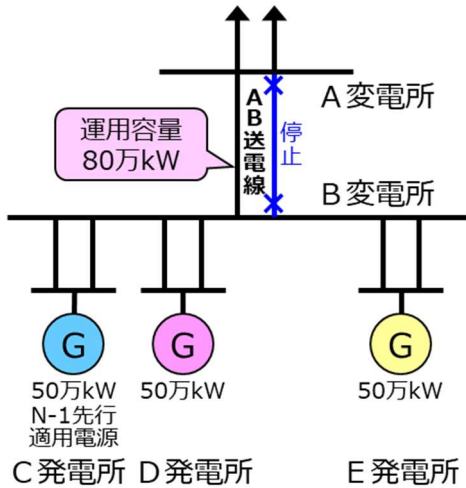 A変電所
運用容量
80万kW
AB送電線
停止
B変電所
G
G
G
50万kW
N-1先行
適用電源
50万kW
50万kW
C発電所
D発電所
E発電所